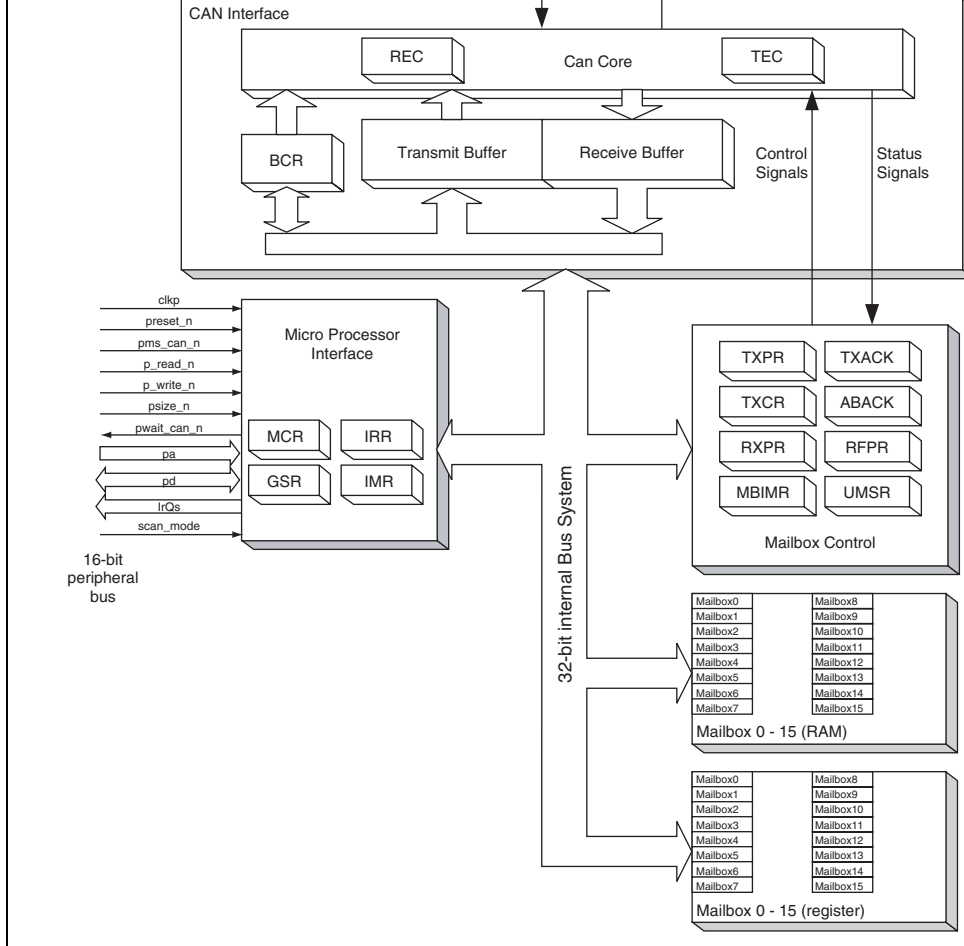 CAN Interface
REC
Can Core
TEC
BCR
Transmit Buffer
Receive Buffer
Control
Signals
Status
Signals
clkp
preset_n
pms_can_n
p_read_n
p_write_n
psize_n
pwait_can_n
pa
pd
IrQs
scan_mode
16-bit
peripheral
bus
Micro Processor
Interface
MCR
IRR
GSR
IMR
32-bit internal Bus System
TXPR
TXACK
TXCR
ABACK
RXPR
RFPR
MBIMR
UMSR
Mailbox Control
Mailbox0
Mailbox1
Mailbox2
Mailbox3
Mailbox4
Mailbox5
Mailbox6
Mailbox7
Mailbox8
Mailbox9
Mailbox10
Mailbox11
Mailbox12
Mailbox13
Mailbox14
Mailbox15
Mailbox 0 - 15 (RAM)
Mailbox0
Mailbox1
Mailbox2
Mailbox3
Mailbox4
Mailbox5
Mailbox6
Mailbox7
Mailbox8
Mailbox9
Mailbox10
Mailbox11
Mailbox12
Mailbox13
Mailbox14
Mailbox15
Mailbox 0 - 15 (register)